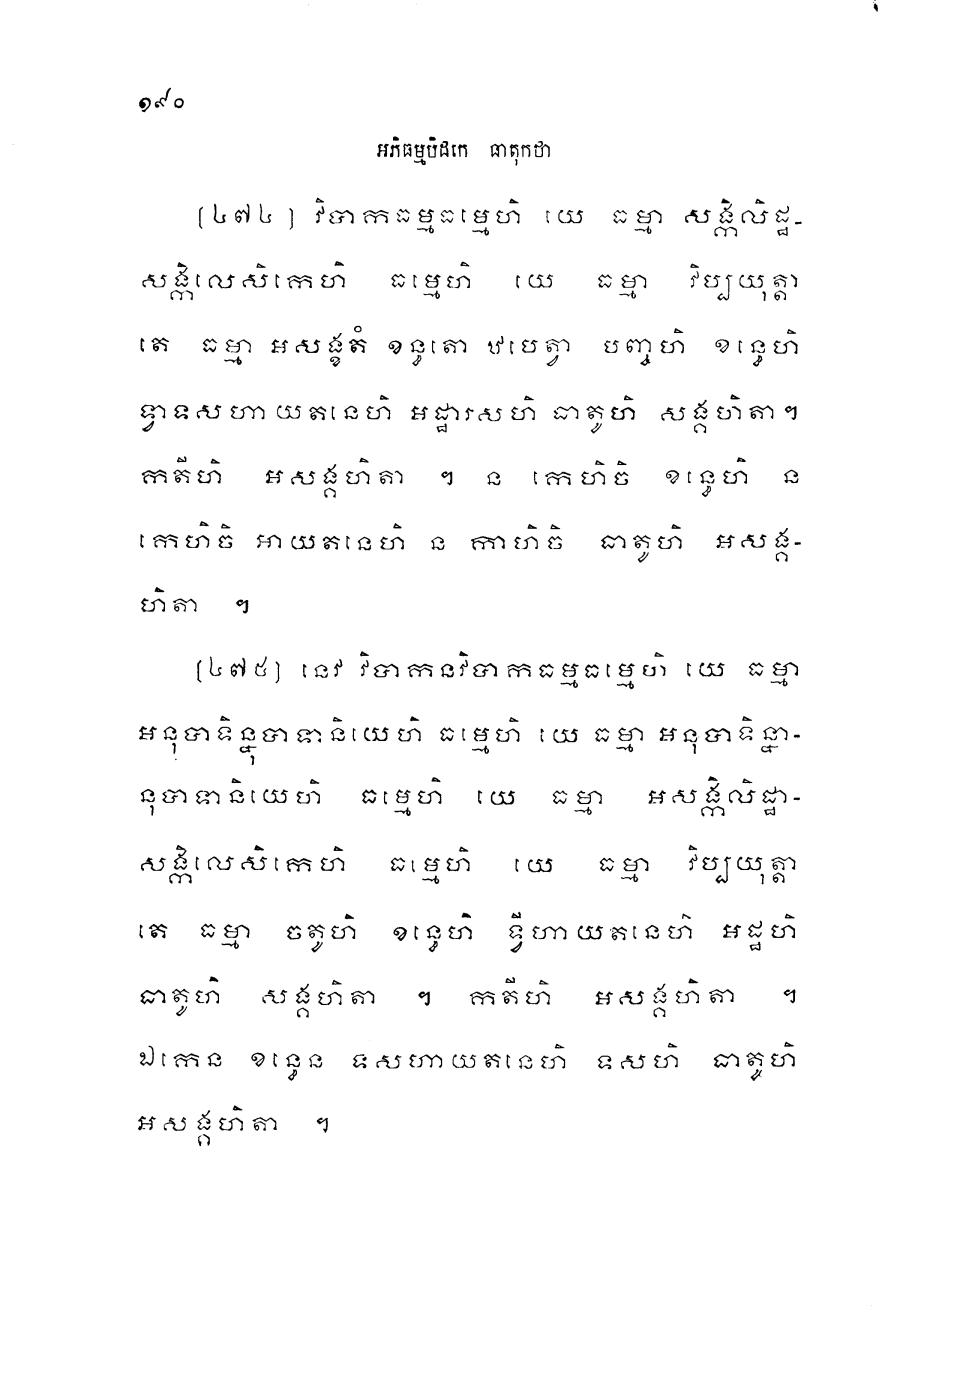 ១៩០
អភិធម្មបិដកេ ធាតុកថា
[៤៧៤] វិបាកធម្មធម្មេហិ យេ ធម្មា សង្កិលិដ្ឋ-
សង្កិលេសិកេហិ ធម្មេហិ យេ ធម្មា វិប្បយុត្តា
តេ ធម្មា អសង្ខតំ ខន្ធតោ ឋបេត្វា បញ្ចហិ ខន្ធេហិ
ទ្វាទសហាយតនេហិ អដ្ឋារសហិ ធាតូហិ សង្គហិតា ។
កតីហិ អសង្គហិតា ។ ន កេហិចិ ខន្ធេហិ ន
កេហិចិ អាយតនេហិ ន កាហិចិ ធាតូហិ អសង្គ-
ហិតា ។
[៤៧៥] នេវ វិបាកនវិបាកធម្មធម្មេហិ យេ ធម្មា
អនុបាទិន្នុបាទានិយេហិ ធម្មេហិ យេ ធម្មា អនុបាទិន្នា-
នុបាទានិយេហិ ធម្មេហិ យេ ធម្មា អសង្កិលិដ្ឋា-
សង្កិលេសិកេហិ ធម្មេហិ យេ ធម្មា វិប្បយុត្តា
តេ ធម្មា ចតូហិ ខន្ធេហិ ទ្វីហាយតនេហិ អដ្ឋហិ
ធាតូហិ សង្គហិតា ។ កតីហិ អសង្គហិតា ។
ឯកេន ខន្ធេន ទសហាយតនេហិ ទសហិ ធាតូហិ
អសង្គហិតា ។